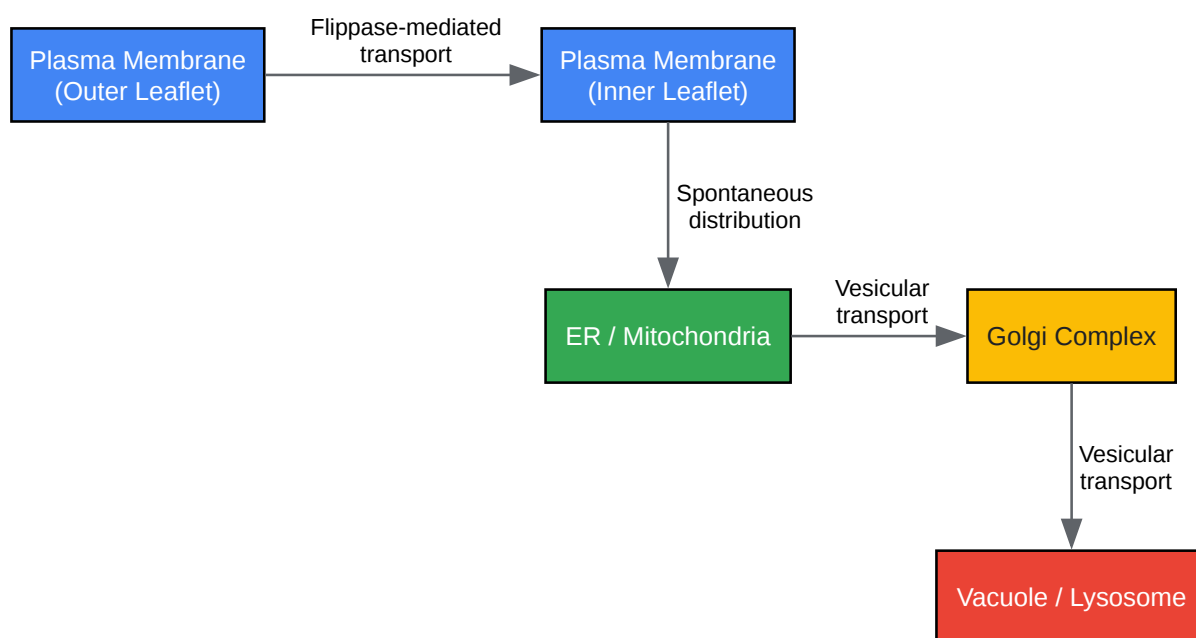 Flippase-mediated
transport
Plasma Membrane
(Outer Leaflet)
Plasma Membrane
(Inner Leaflet)
Spontaneous
distribution
ER / Mitochondria
Vesicular
transport
Golgi Complex
Vesicular
transport
Vacuole / Lysosome